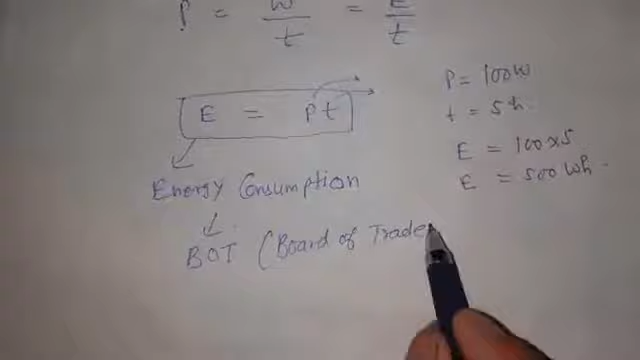 P = W/t = E/t
E = Pt
Energy Consumption
BOT (Board of Trade
P = 100W
t = 5h.
E = 100x5
E = 500 Wh.